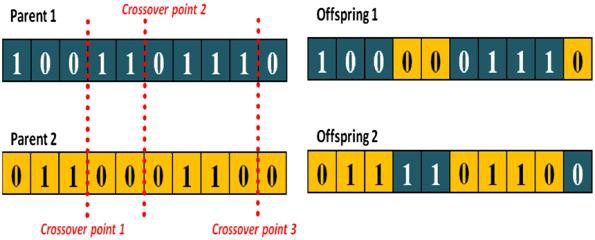 Crossover point 2
Parent 1
1 0 0 1 1 0 1 1 1 0
Parent 2
0 1 1 0 0 0 1 1 0 0
Crossover point 1
Crossover point 3
Offspring 1
1 0 0 0 0 0 1 1 1 0
Offspring 2
0 1 1 1 1 0 1 1 0 0